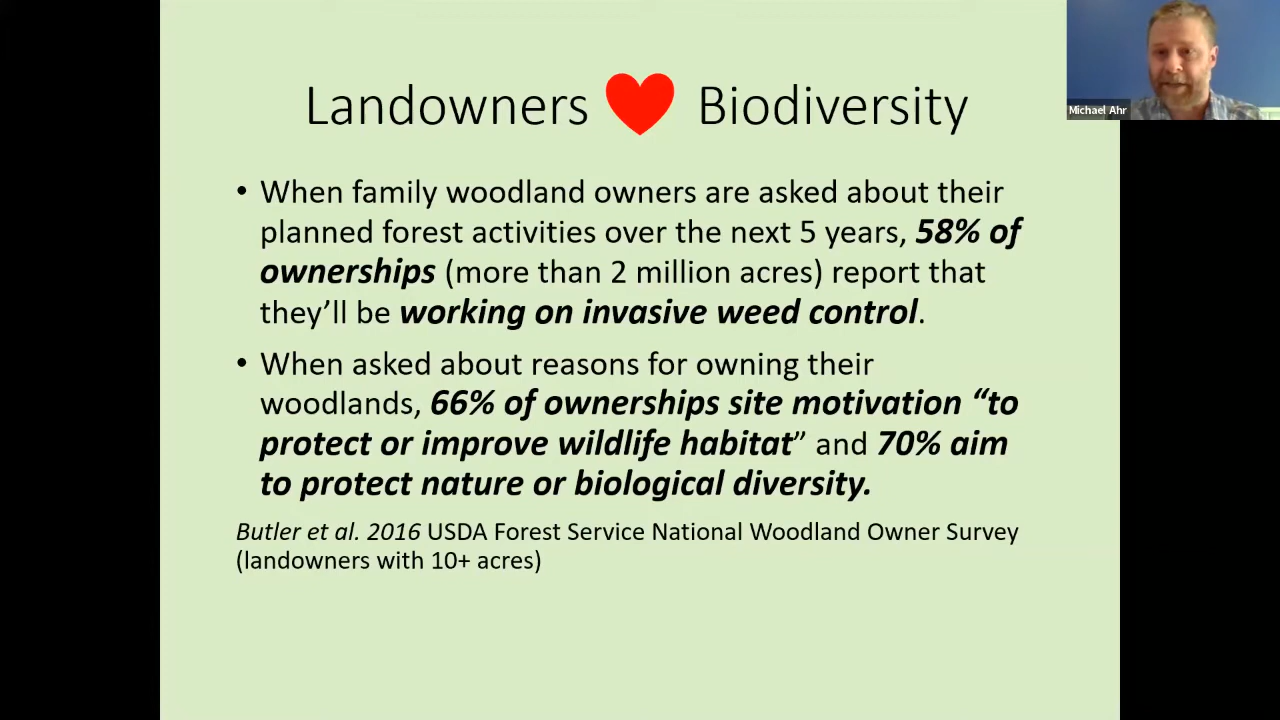 Landowners ❤ Biodiversity
Michael Ahr
• When family woodland owners are asked about their
planned forest activities over the next 5 years, 58% of
ownerships (more than 2 million acres) report that
they’ll be working on invasive weed control.
• When asked about reasons for owning their
woodlands, 66% of ownerships site motivation “to
protect or improve wildlife habitat” and 70% aim
to protect nature or biological diversity.
Butler et al. 2016 USDA Forest Service National Woodland Owner Survey
(landowners with 10+ acres)